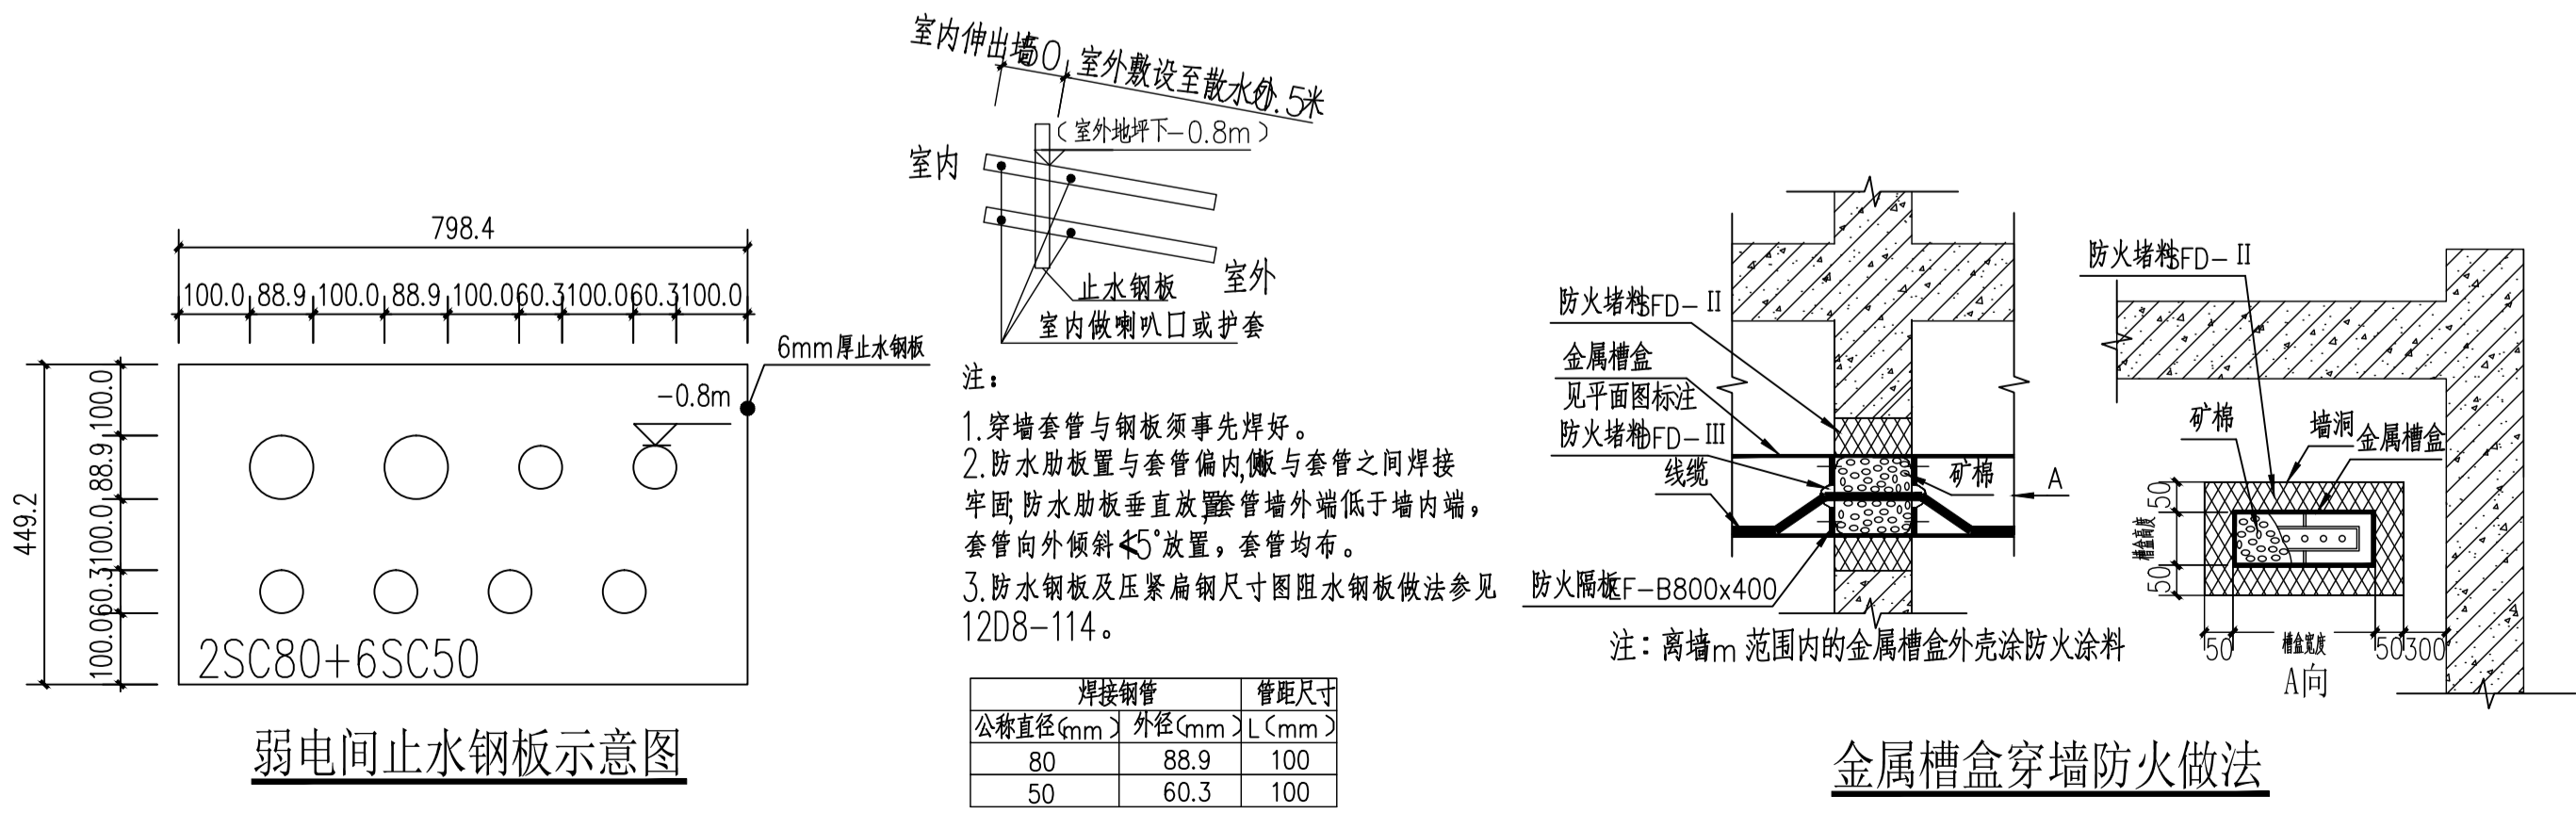 798.4
100.0 88.9 100.0 88.9 100.0 60.3 100.0 60.3 100.0
6mm厚止水钢板
-0.8m
449.2
100.0 88.9 100.0 60.3 100.0
2SC80+6SC50
弱电间止水钢板示意图
室内伸出墙50
室外敷设至散水外0.5米
(室外地坪下-0.8m)
室内
室外
止水钢板
室内做喇叭口或护套
注：
1.穿墙套管与钢板须事先焊好。
2.防水肋板置与套管偏内侧,板与套管之间焊接
牢固;防水肋板垂直放置,套管墙外端低于墙内端，
套管向外倾斜≤5°放置，套管均布。
3.防水钢板及压紧扁钢尺寸图阻水钢板做法参见
12D8-114。
焊接钢管 管距尺寸
公称直径(mm) 外径(mm) L(mm)
80 88.9 100
50 60.3 100
防火堵料SFD-II
金属槽盒
见平面图标注
防火堵料DFD-III
线缆
矿棉
A
防火隔板EF-B800x400
注：离墙m 范围内的金属槽盒外壳涂防火涂料
防火堵料SFD-II
矿棉
墙洞
金属槽盒
50
槽盒高度
50
50 槽盒宽度 50 300
A向
金属槽盒穿墙防火做法